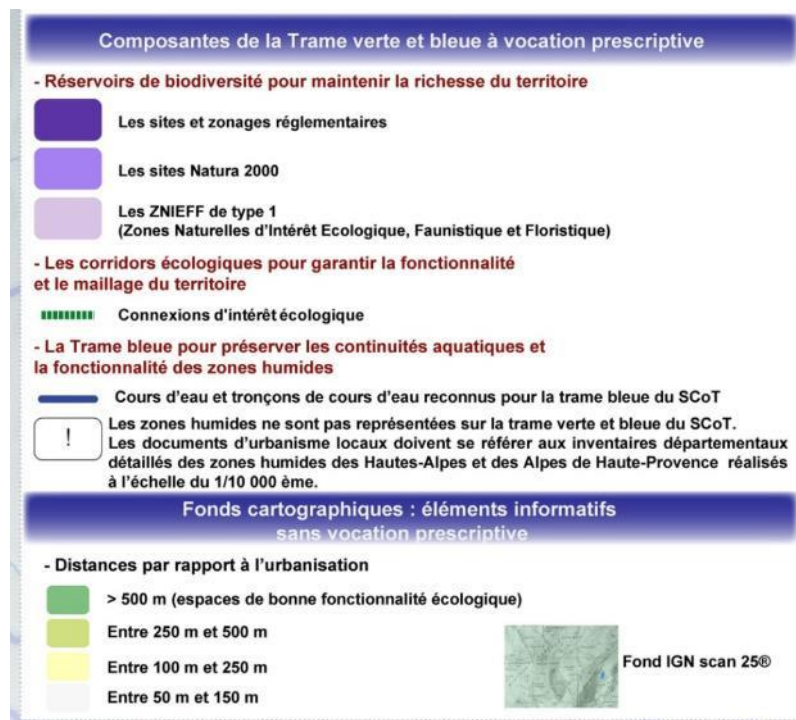 Composantes de la Trame verte et bleue à vocation prescriptive
- Réservoirs de biodiversité pour maintenir la richesse du territoire
Les sites et zonages réglementaires
Les sites Natura 2000
Les ZNIEFF de type 1
(Zones Naturelles d'Intérêt Ecologique, Faunistique et Floristique)
- Les corridors écologiques pour garantir la fonctionnalité
et le maillage du territoire
Connexions d'intérêt écologique
- La Trame bleue pour préserver les continuités aquatiques et
la fonctionnalité des zones humides
Cours d'eau et tronçons de cours d'eau reconnus pour la trame bleue du SCoT
!
Les zones humides ne sont pas représentées sur la trame verte et bleue du SCoT.
Les documents d'urbanisme locaux doivent se référer aux inventaires départementaux
détaillés des zones humides des Hautes-Alpes et des Alpes de Haute-Provence réalisés
à l'échelle du 1/10 000 ème.
Fonds cartographiques : éléments informatifs
sans vocation prescriptive
- Distances par rapport à l'urbanisation
> 500 m (espaces de bonne fonctionnalité écologique)
Entre 250 m et 500 m
Entre 100 m et 250 m
Entre 50 m et 150 m
Fond IGN scan 25®